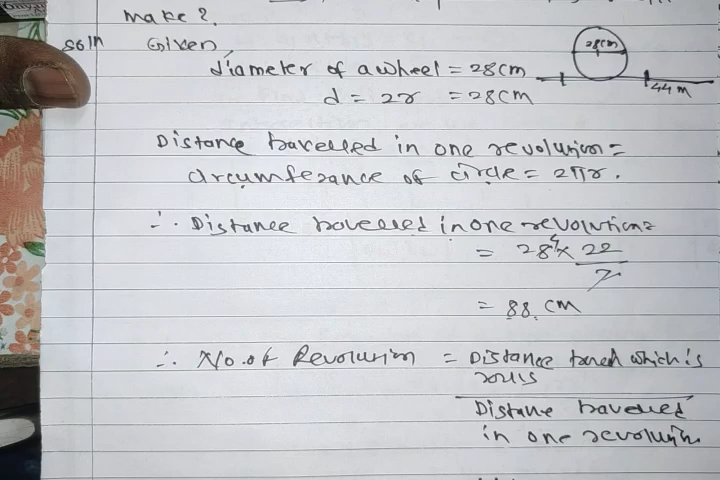 make ?.
Soln Given,
28cm
diameter of a wheel = 28cm
d = 2r = 28cm
44 m
Distance travelled in one revolution =
circumferance of circle = 2πr.
∴ Distance travelled in one revolution =
= 28 4 × 22
7
= 88 cm
∴ No. of Revolution = Distance which is
Distance travelled
in one revolution